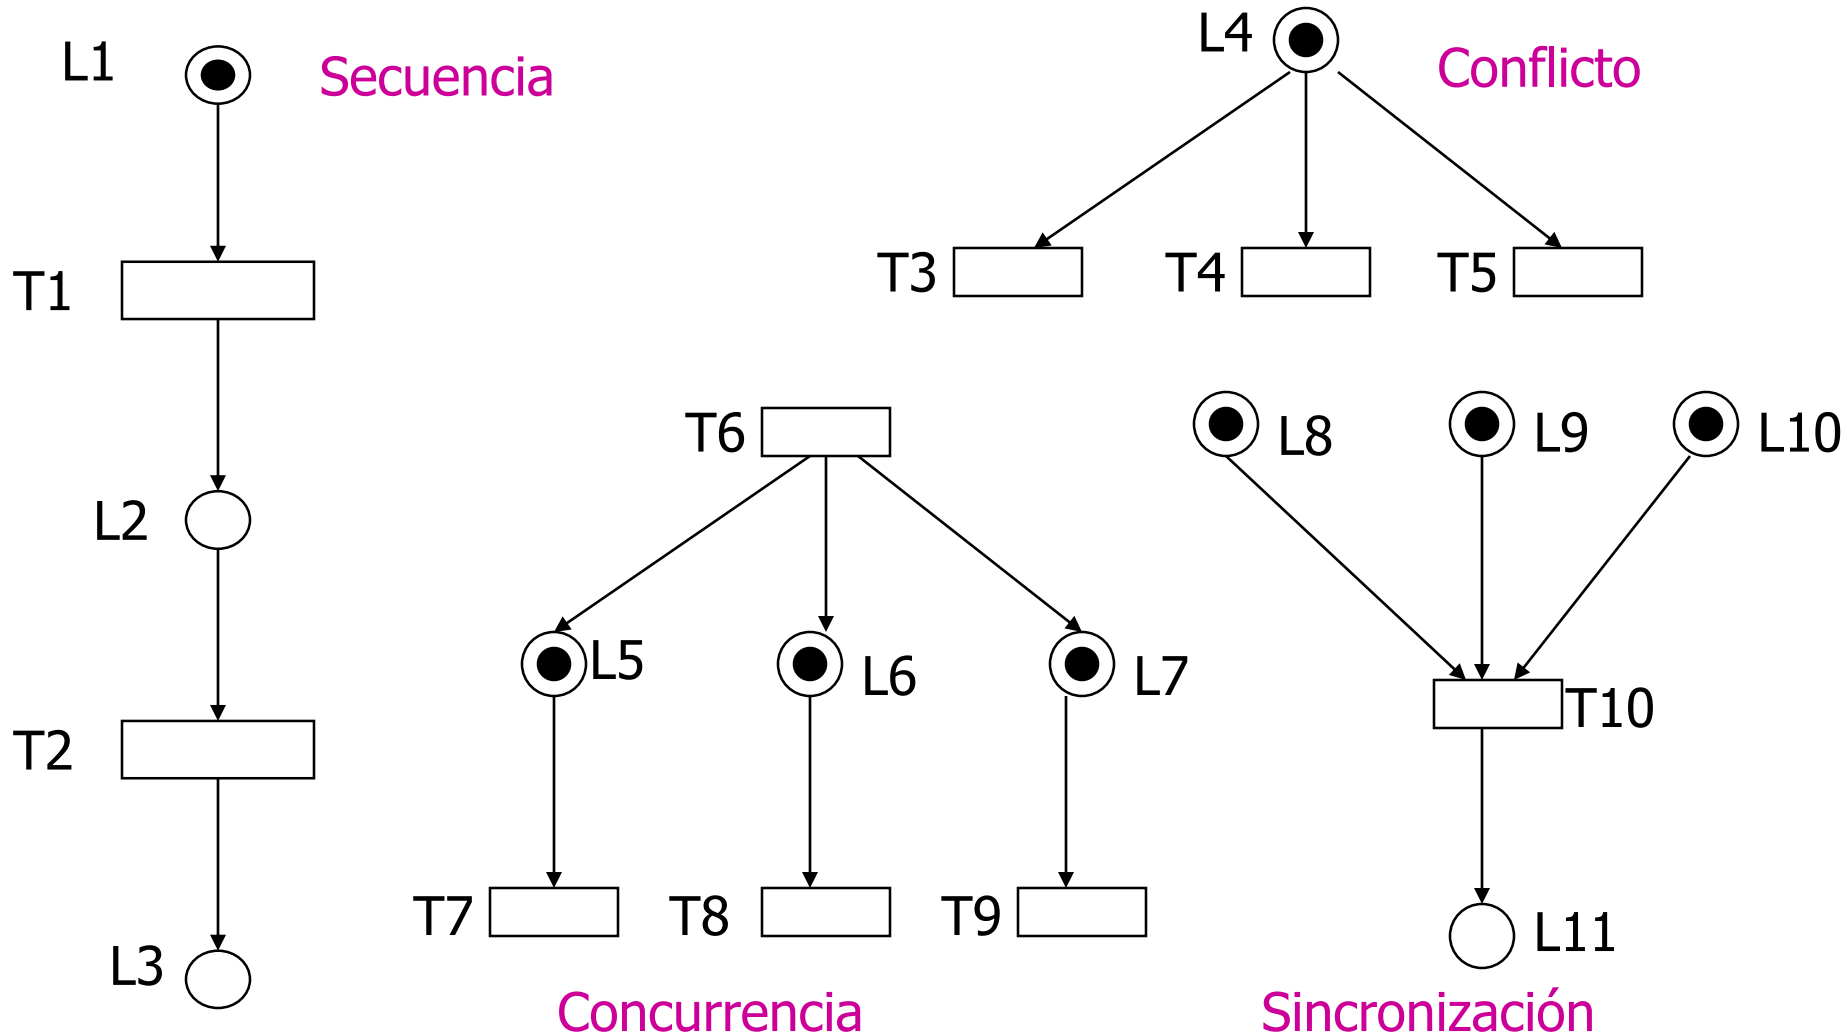 L1
Secuencia
T1
L2
T2
L3
L4
Conflicto
T3
T4
T5
T6
L5
L6
L7
T7
T8
T9
Concurrencia
L8
L9
L10
T10
L11
Sincronización